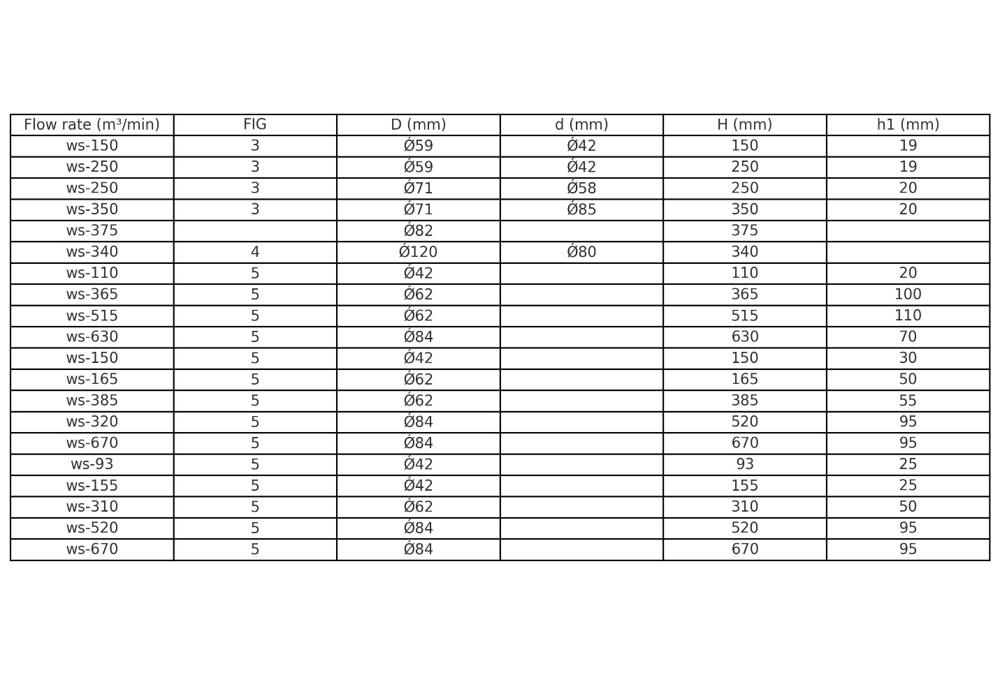 Flow rate (m³/min) FIG D (mm) d (mm) H (mm) h1 (mm)
ws-150 3 Ǿ59 Ǿ42 150 19
ws-250 3 Ǿ59 Ǿ42 250 19
ws-250 3 Ǿ71 Ǿ58 250 20
ws-350 3 Ǿ71 Ǿ85 350 20
ws-375 Ǿ82 375
ws-340 4 Ǿ120 Ǿ80 340
ws-110 5 Ǿ42 110 20
ws-365 5 Ǿ62 365 100
ws-515 5 Ǿ62 515 110
ws-630 5 Ǿ84 630 70
ws-150 5 Ǿ42 150 30
ws-165 5 Ǿ62 165 50
ws-385 5 Ǿ62 385 55
ws-320 5 Ǿ84 520 95
ws-670 5 Ǿ84 670 95
ws-93 5 Ǿ42 93 25
ws-155 5 Ǿ42 155 25
ws-310 5 Ǿ62 310 50
ws-520 5 Ǿ84 520 95
ws-670 5 Ǿ84 670 95